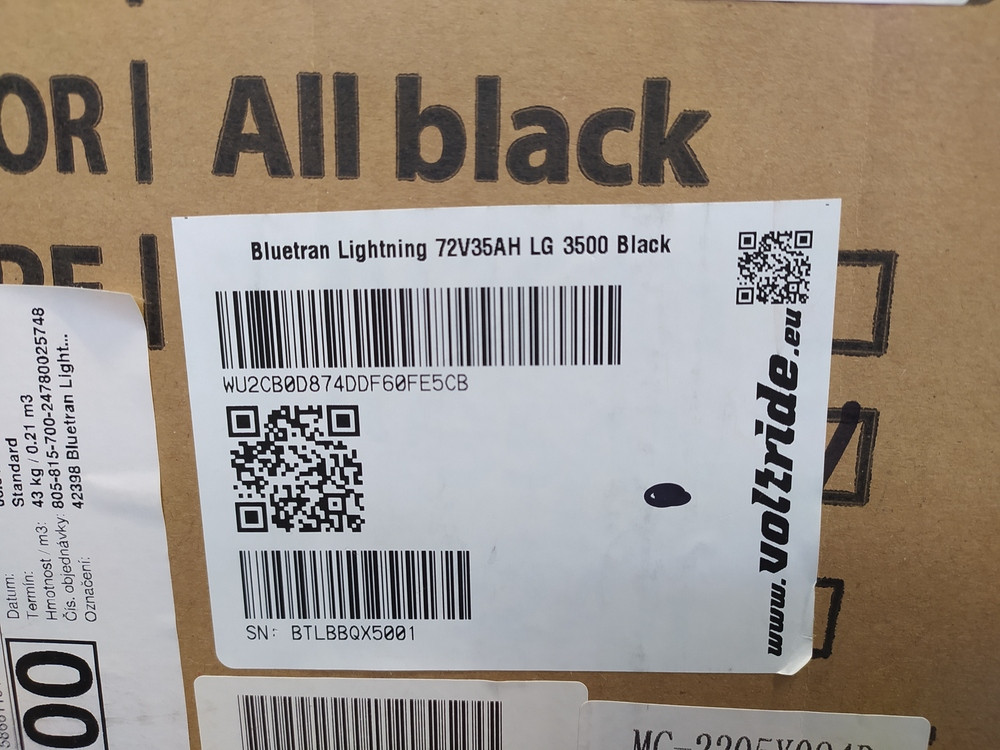 OR | All black
Bluetran Lightning 72V35AH LG 3500 Black
WU2CB0D874DDF60FE5CB
SN: BTLBBQX5001
www.voltride.eu
Datum:
Termín: Standard
Hmotnost / m3: 43 kg / 0.21 m3
Čís. objednávky: 805-815-700-24780025748
Označení: 42398 Bluetran Light...
00